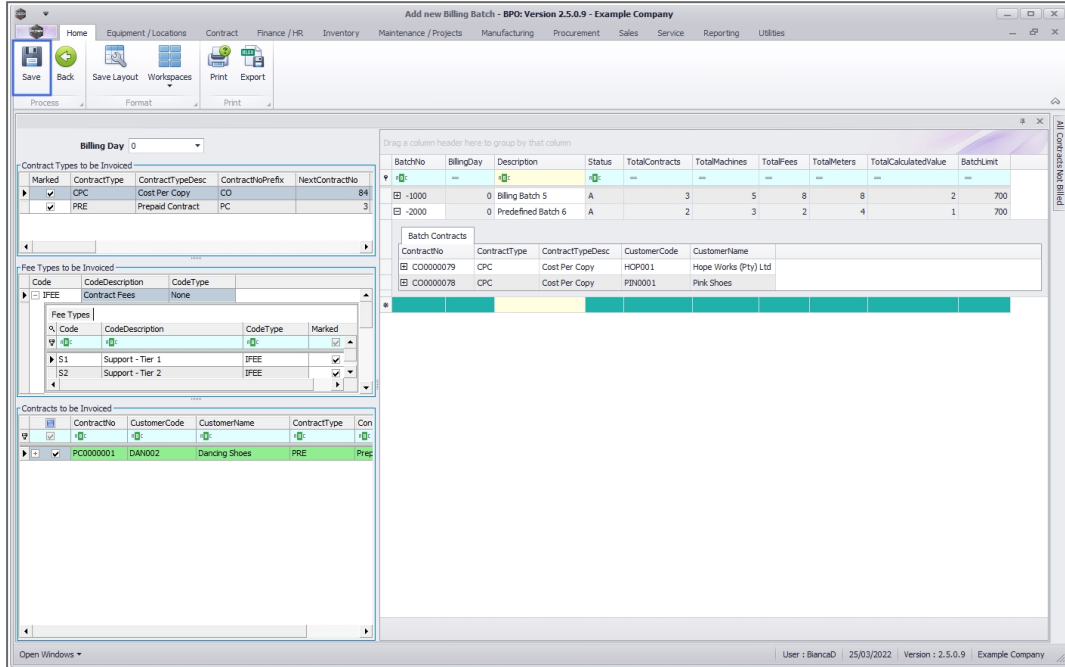 Add new Billing Batch - BPO: Version 2.5.0.9 - Example Company
Home Equipment / Locations Contract Finance / HR Inventory Maintenance / Projects Manufacturing Procurement Sales Service Reporting Utilities
Save Back Save Layout Workspaces Print Export
Process Format Print
Billing Day 0
Contract Types to be Invoiced
Marked ContractType ContractTypeDesc ContractNoPrefix NextContractNo
CPC Cost Per Copy CO 84
PRE Prepaid Contract PC 3
Fee Types to be Invoiced
Code CodeDescription CodeType
IFEE Contract Fees None
Fee Types
Code CodeDescription CodeType Marked
S1 Support - Tier 1 IFEE
S2 Support - Tier 2 IFEE
Contracts to be Invoiced
ContractNo CustomerCode CustomerName ContractType Con
PC0000001 DAN002 Dancing Shoes PRE Prep
Drag a column header here to group by that column
BatchNo BillingDay Description Status TotalContracts TotalMachines TotalFees TotalMeters TotalCalculatedValue BatchLimit
-1000 0 Billing Batch 5 A 3 5 8 8 2 700
-2000 0 Predefined Batch 6 A 2 3 2 4 1 700
Batch Contracts
ContractNo ContractType ContractTypeDesc CustomerCode CustomerName
CO0000079 CPC Cost Per Copy HOP001 Hope Works (Pty) Ltd
CO0000078 CPC Cost Per Copy PIN0001 Pink Shoes
All Contracts Not Billed
Open Windows
User : BiancaD 25/03/2022 Version : 2.5.0.9 Example Company